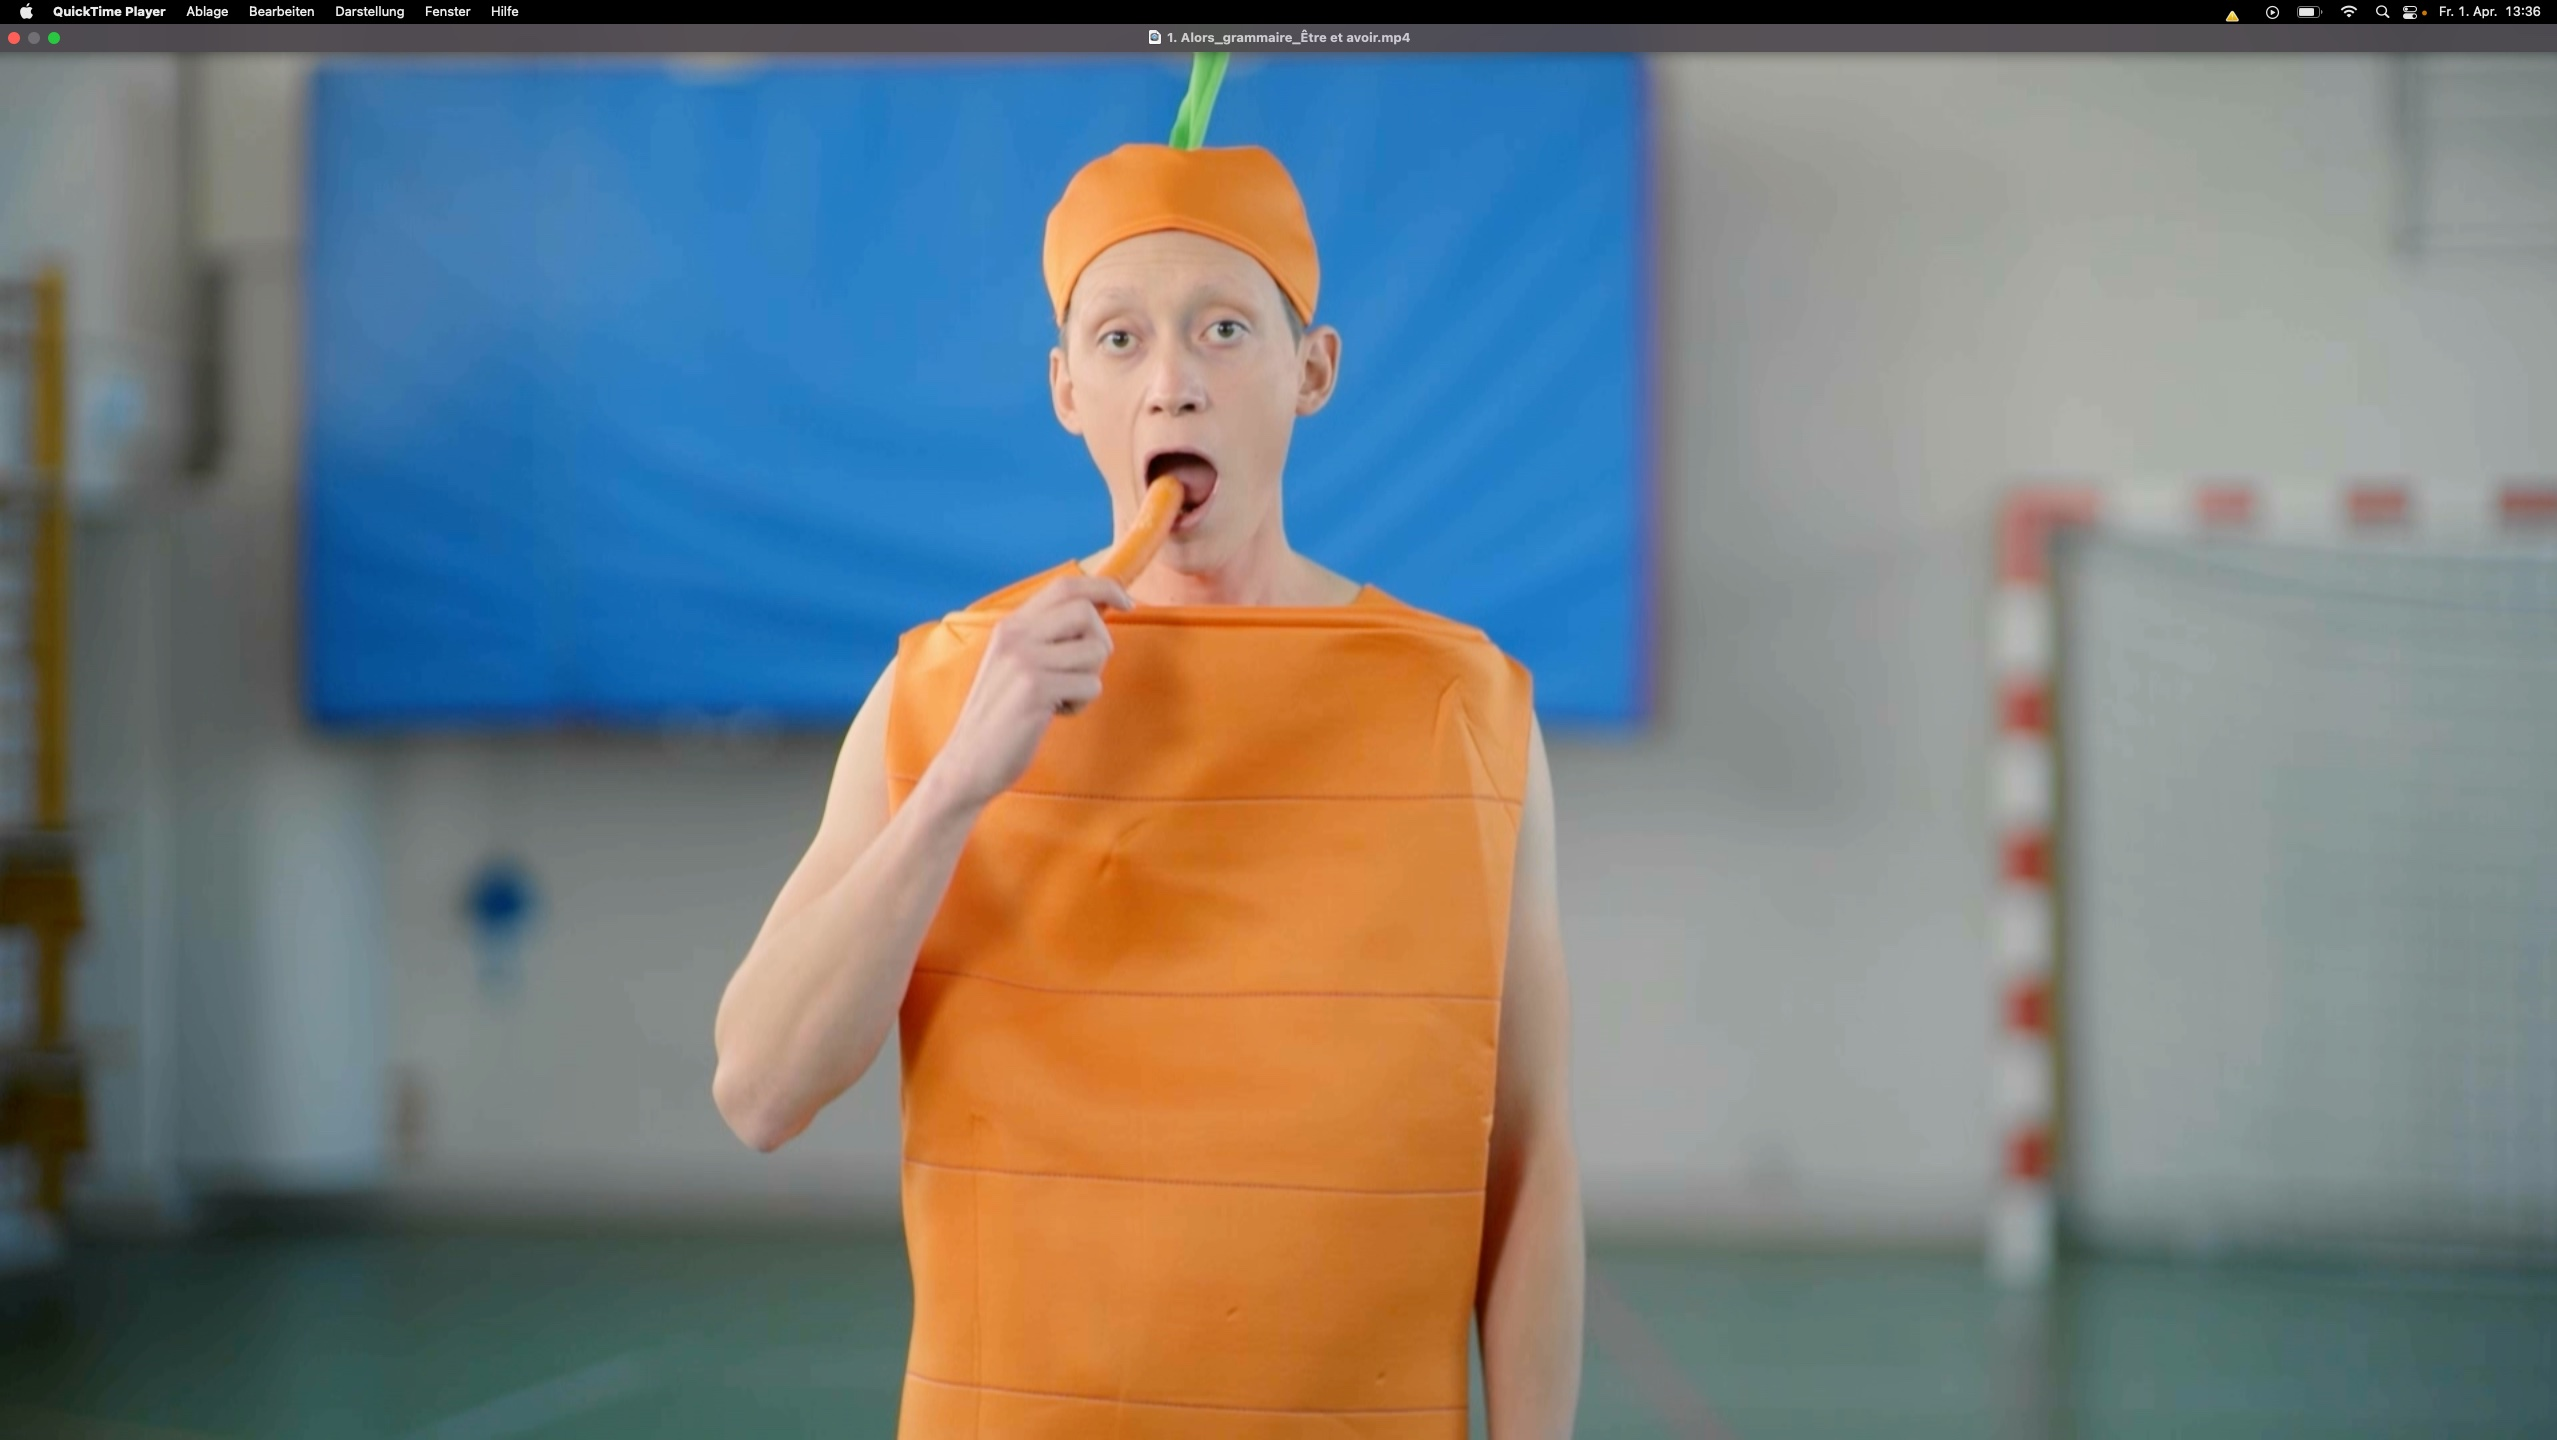 QuickTime Player Ablage Bearbeiten Darstellung Fenster Hilfe Fr. 1. Apr. 13:36
1. Alors_grammaire_Être et avoir.mp4